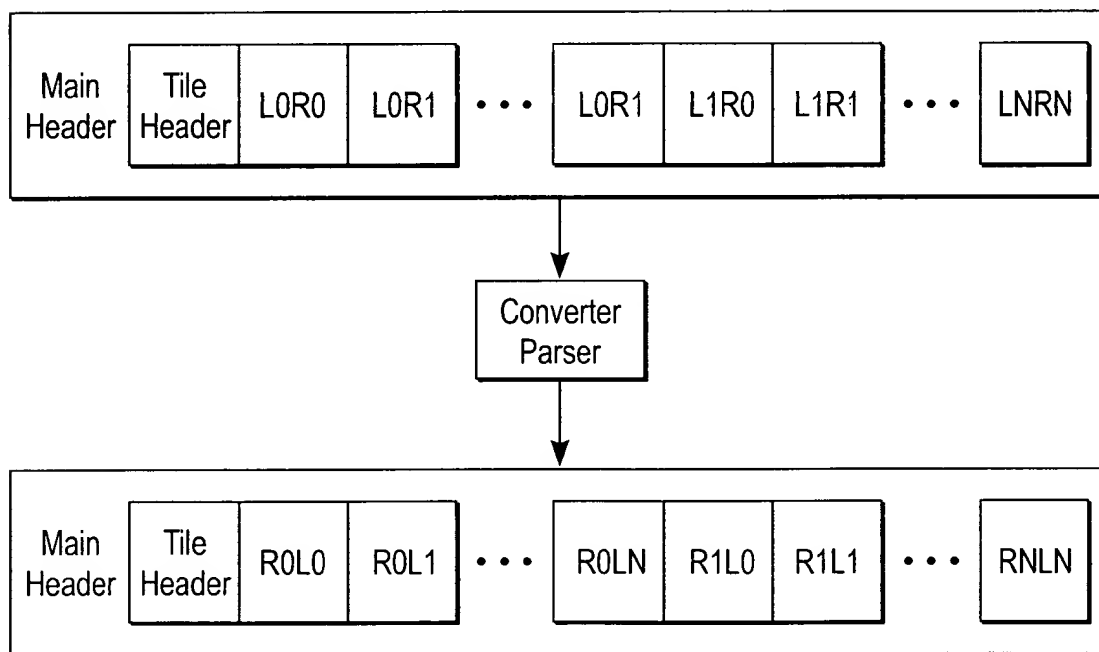 Main Header
Tile Header
L0R0
L0R1
• • •
L0R1
L1R0
L1R1
• • •
LNRN
Converter
Parser
Main Header
Tile Header
R0L0
R0L1
• • •
R0LN
R1L0
R1L1
• • •
RNLN